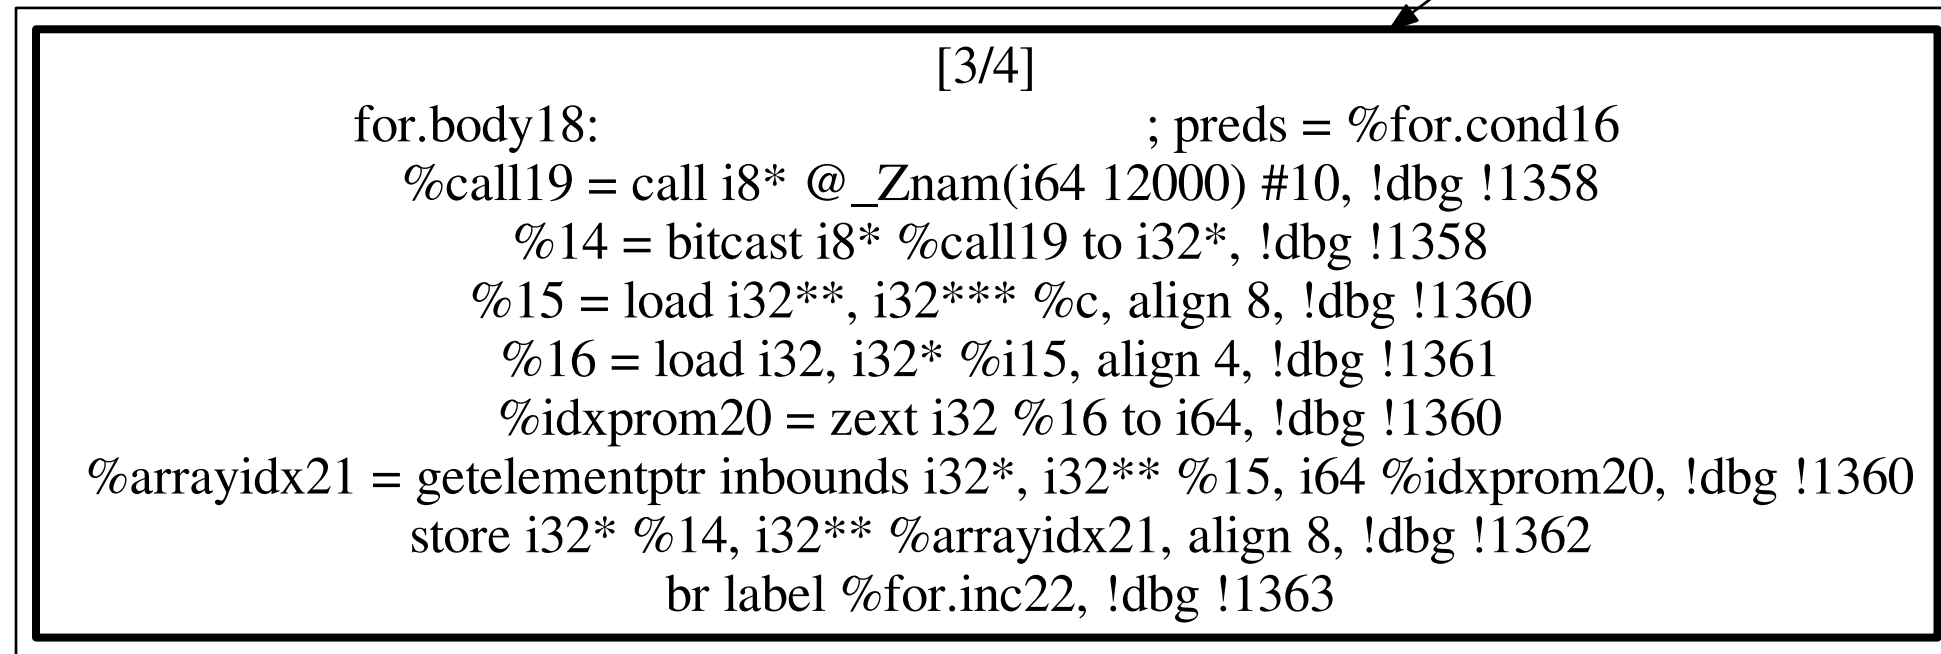 [3/4]
for.body18: ; preds = %for.cond16
%call19 = call i8* @_Znam(i64 12000) #10, !dbg !1358
%14 = bitcast i8* %call19 to i32*, !dbg !1358
%15 = load i32**, i32*** %c, align 8, !dbg !1360
%16 = load i32, i32* %i15, align 4, !dbg !1361
%idxprom20 = zext i32 %16 to i64, !dbg !1360
%arrayidx21 = getelementptr inbounds i32*, i32** %15, i64 %idxprom20, !dbg !1360
store i32* %14, i32** %arrayidx21, align 8, !dbg !1362
br label %for.inc22, !dbg !1363